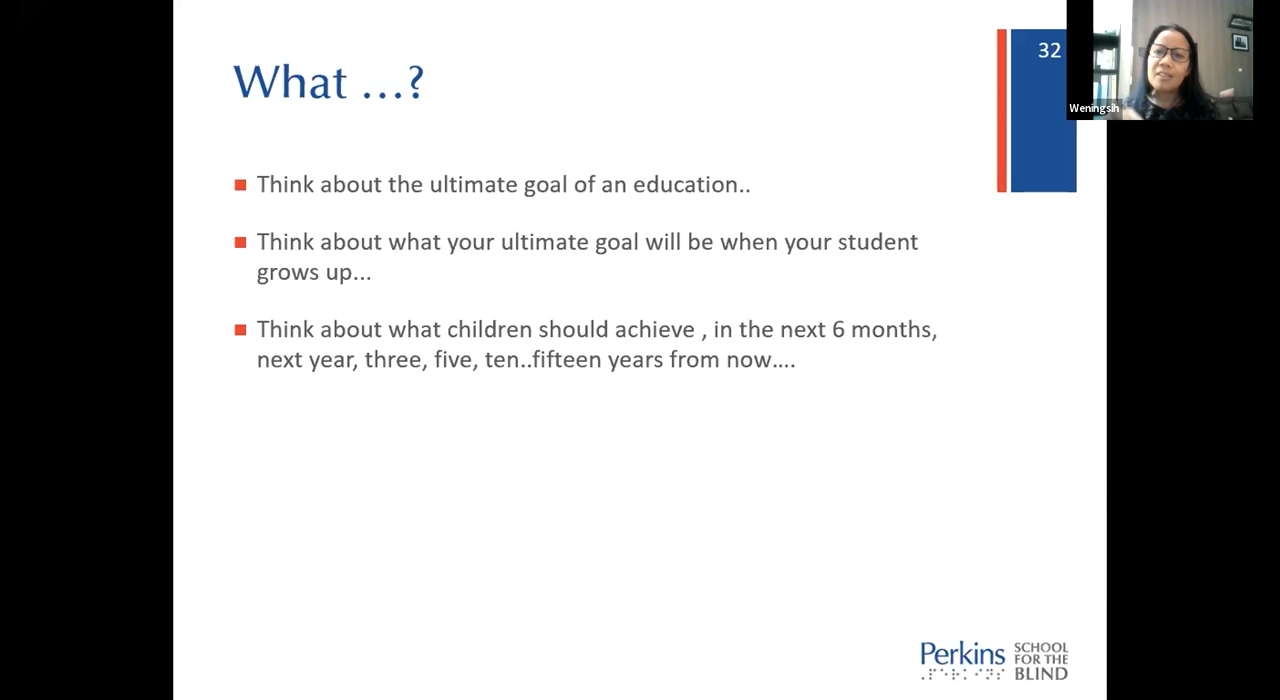 What ...?
32
Weningsih
Think about the ultimate goal of an education..
Think about what your ultimate goal will be when your student
grows up...
Think about what children should achieve , in the next 6 months,
next year, three, five, ten..fifteen years from now....
Perkins
SCHOOL
FOR THE
BLIND
⠠⠏⠑⠗⠅⠊⠝⠎